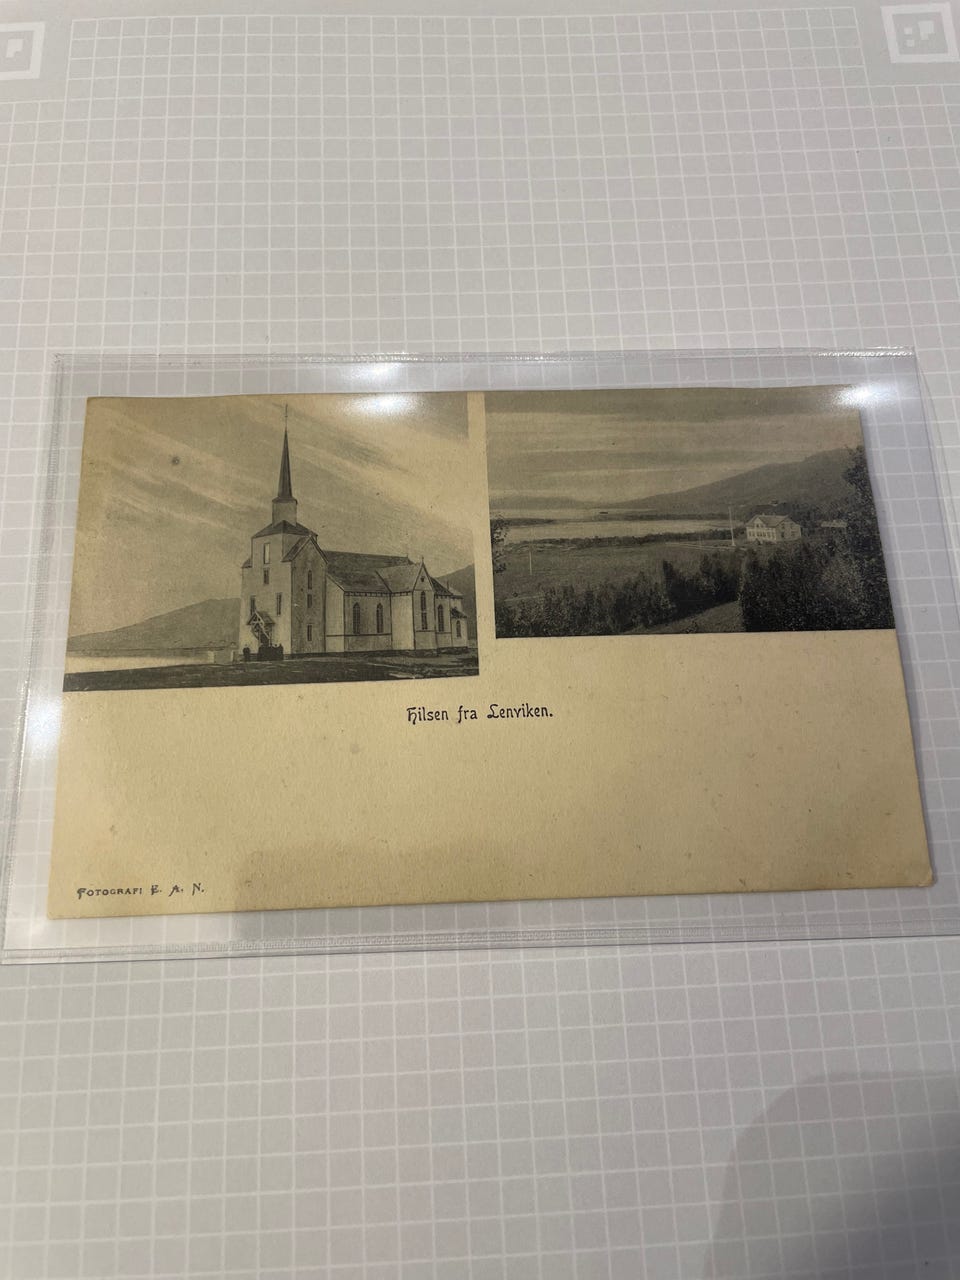 Hilsen fra Lenviken.
FOTOGRAFI E. A. N.